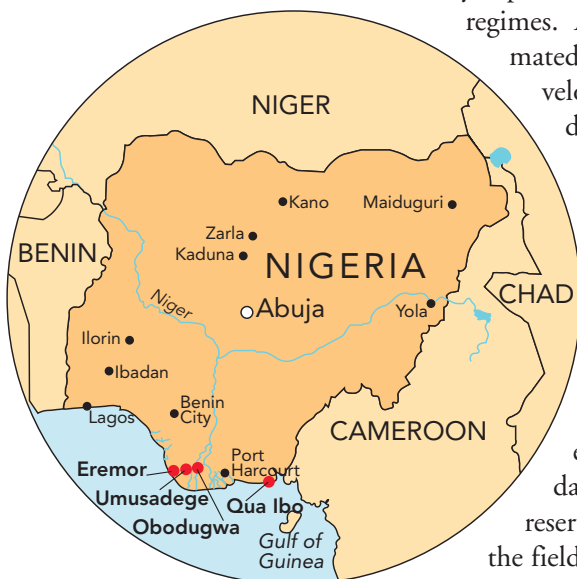 regimes.
mated
velo
d
NIGER
Kano
Maiduguri
Zarla
Kaduna
BENIN
NIGERIA
CHAD
Niger
Abuja
Yola
Ilorin
Ibadan
Benin
City
Lagos
CAMEROON
Port
Harcourt
Eremor
Umusadege
Qua Ibo
Obodugwa
Gulf of
Guinea
e
da
reser
the field